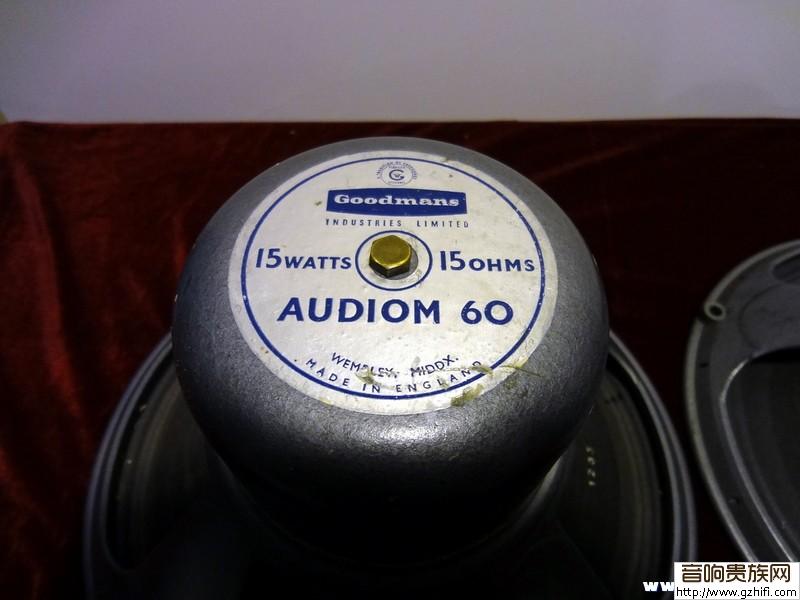 Goodmans
INDUSTRIES LIMITED
15 WATTS 15 OHMS
AUDIOM 60
WEMBLEY, MIDDX.
MADE IN ENGLAND
音响贵族网
http://www.gzhifi.com